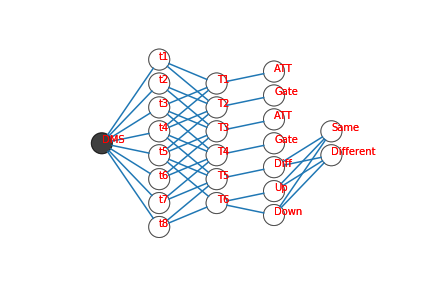 DMS
t1
t2
t3
t4
t5
t6
t7
t8
T1
T2
T3
T4
T5
T6
ATT
Gate
ATT
Gate
Diff
Up
Down
Same
Different